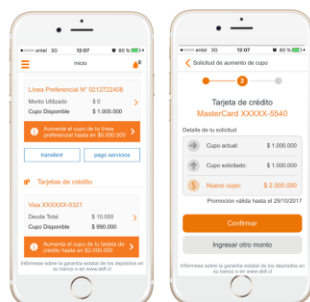 entel 3G 12:07 80 %
Inicio
Línea Preferencial N° 0212722408
Monto Utilizado $ 0
Cupo Disponible $ 1.000.000
Aumenta el cupo de tu línea
preferencial hasta en $5.000.000
transferir pago servicios
Tarjetas de crédito
Visa XXXXXX-0321
Deuda Total $ 10.000
Cupo Disponible $ 990.000
Aumenta el cupo de tu tarjeta de
crédito hasta en $2.000.000
Infórmese sobre la garantía estatal de los depósitos en
su banco o en www.sbif.cl
entel 3G 12:07 80 %
Solicitud de aumento de cupo
2
Tarjeta de crédito
MasterCard XXXXX-5540
Detalle de tu solicitud
Cupo actual: $ 1.000.000
Cupo solicitado: $ 1.000.000
$ Nuevo cupo: $ 2.000.000
Promoción válida hasta el 29/10/2017
Confirmar
Ingresar otro monto
Infórmese sobre la garantía estatal de los depósitos en
su banco o en www.sbif.cl